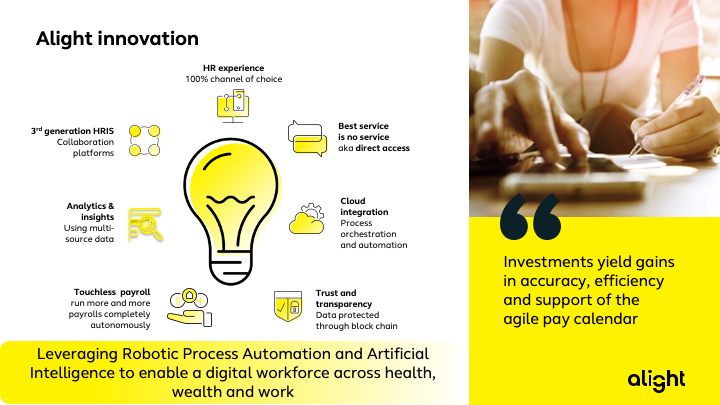 Alight innovation
HR experience
100% channel of choice
3rd generation HRIS
Collaboration
platforms
Best service
is no service
aka direct access
Analytics &
insights
Using multi-
source data
Cloud
integration
Process
orchestration
and automation
Touchless payroll
run more and more
payrolls completely
autonomously
Trust and
transparency
Data protected
through block chain
Leveraging Robotic Process Automation and Artificial
Intelligence to enable a digital workforce across health,
wealth and work
“
Investments yield gains
in accuracy, efficiency
and support of the
agile pay calendar
alight